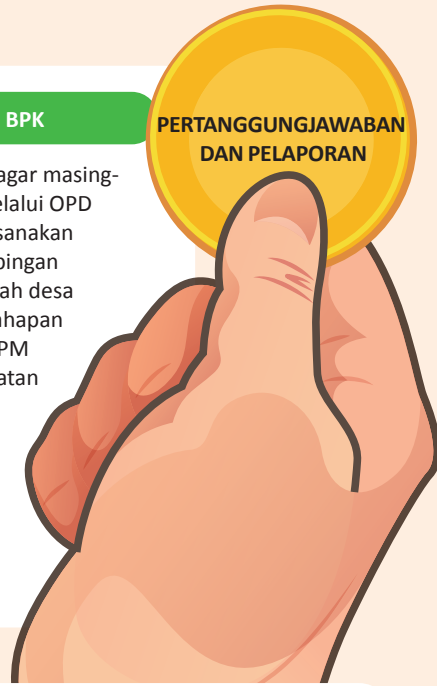 BPK
PERTANGGUNGJAWABAN
DAN PELAPORAN
agar masing-
elalui OPD
sanakan
pingan
ah desa
hapan
PM
atan